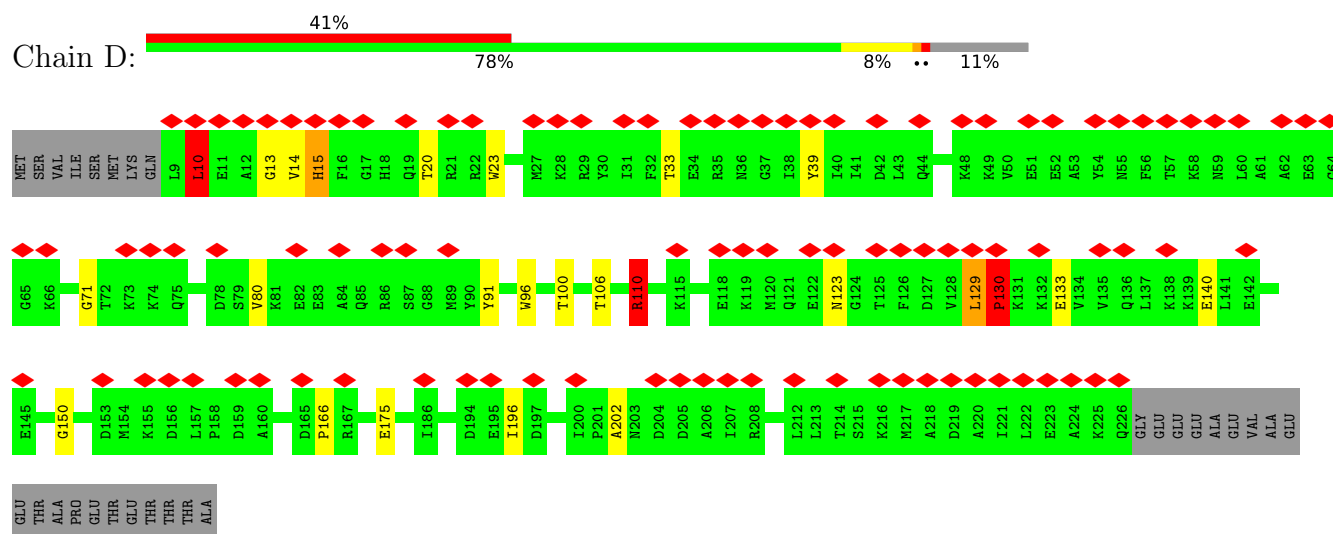 41%
Chain D:
78% 8% •• 11%
MET SER VAL ILE SER MET LYS GLN L9 L10 E11 A12 G13 V14 H15 F16 G17 H18 Q19 T20 R21 R22 W23 M27 K28 R29 Y30 I31 F32 T33 E34 R35 N36 G37 I38 Y39 I40 I41 D42 L43 Q44 K48 K49 V50 E51 E52 A53 Y54 N55 F56 T57 K58 N59 L60 A61 A62 E63 G64
G65 K66 G71 T72 K73 K74 Q75 D78 S79 V80 K81 E82 E83 A84 Q85 R86 S87 G88 M89 Y90 Y91 W96 T100 T106 R110 K115 E118 K119 M120 Q121 E122 N123 G124 T125 F126 D127 V128 L129 P130 K131 K132 E133 V134 V135 Q136 L137 K138 K139 E140 L141 E142
E145 G150 D153 M154 K155 D156 L157 P158 D159 A160 D165 P166 R167 E175 I186 D194 E195 I196 D197 I200 P201 A202 N203 D204 D205 A206 I207 R208 L212 L213 T214 S215 K216 M217 A218 D219 A220 I221 L222 E223 A224 K225 Q226 GLY GLU GLU GLU ALA GLU VAL ALA GLU
GLU THR ALA PRO GLU THR GLU THR THR THR ALA